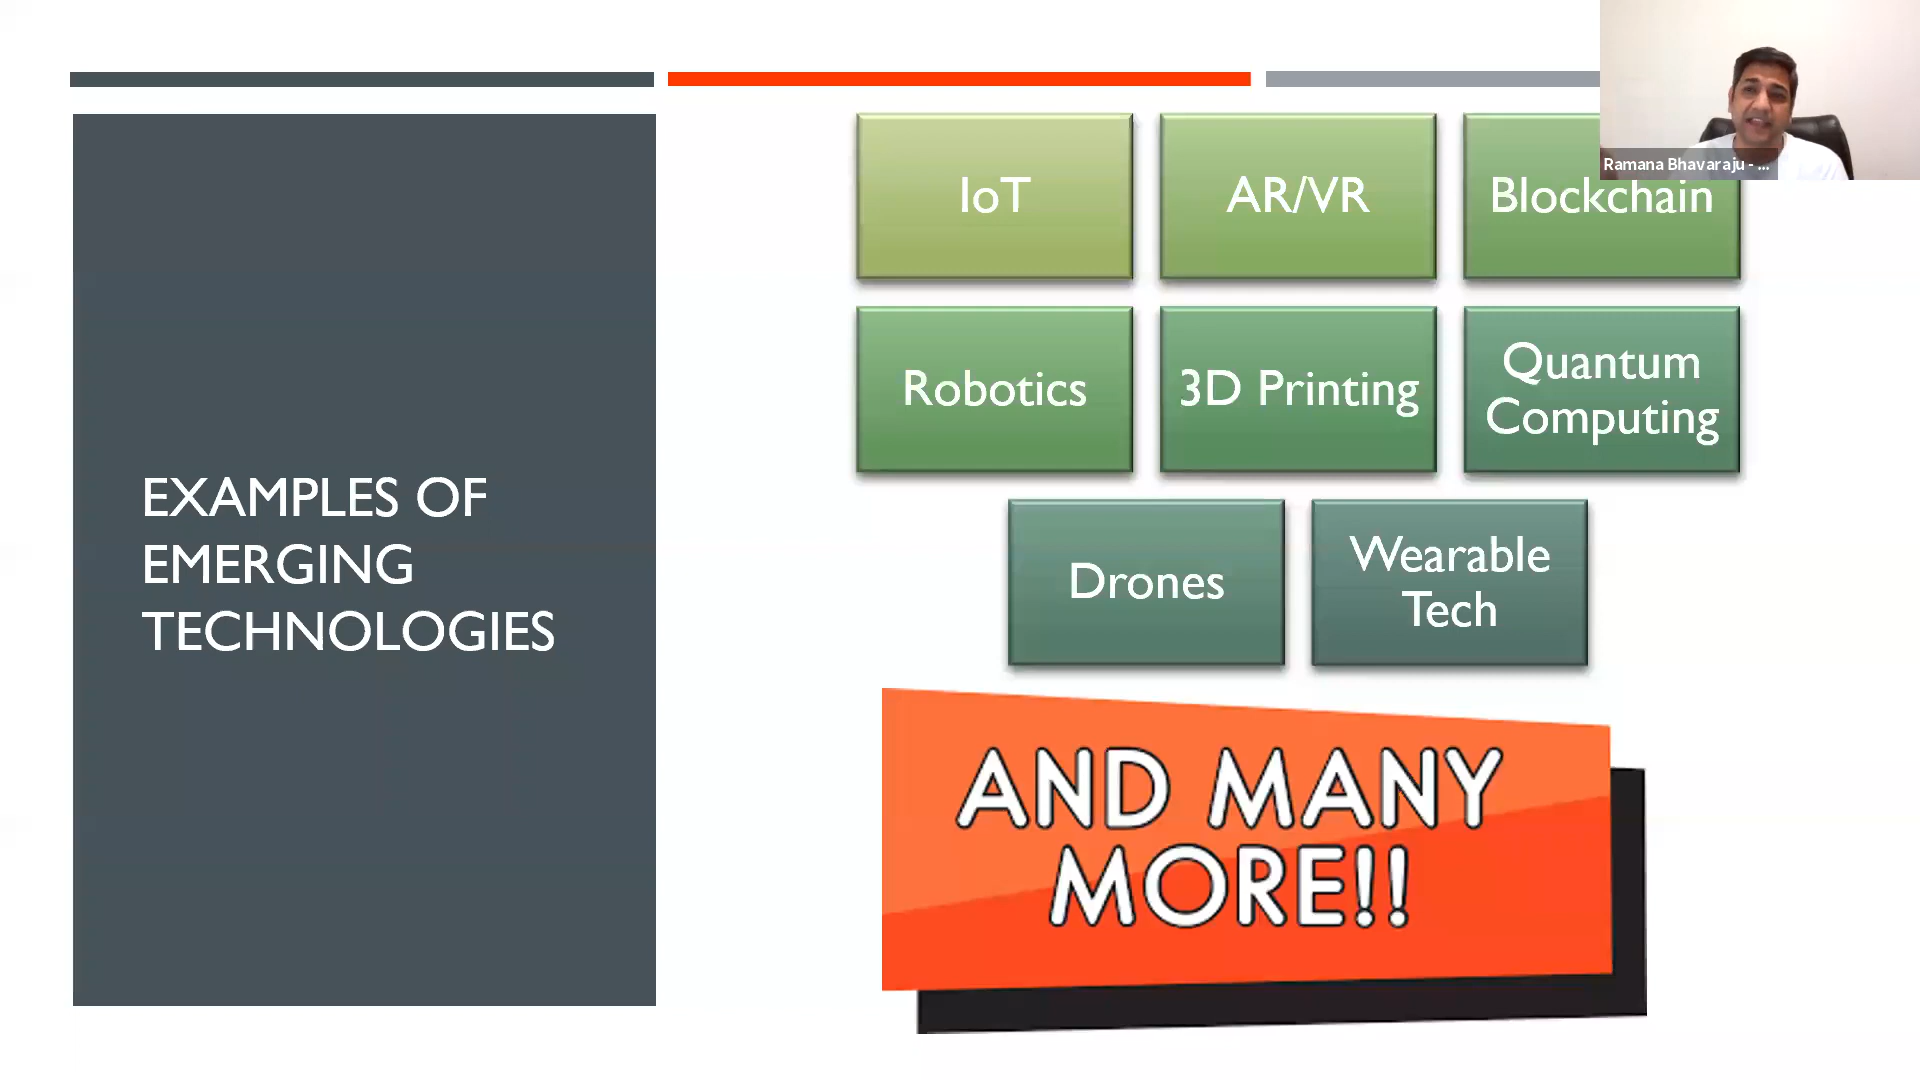 EXAMPLES OF
EMERGING
TECHNOLOGIES
IoT
AR/VR
Blockchain
Robotics
3D Printing
Quantum
Computing
Drones
Wearable
Tech
AND MANY
MORE!!
Ramana Bhavaraju - ...